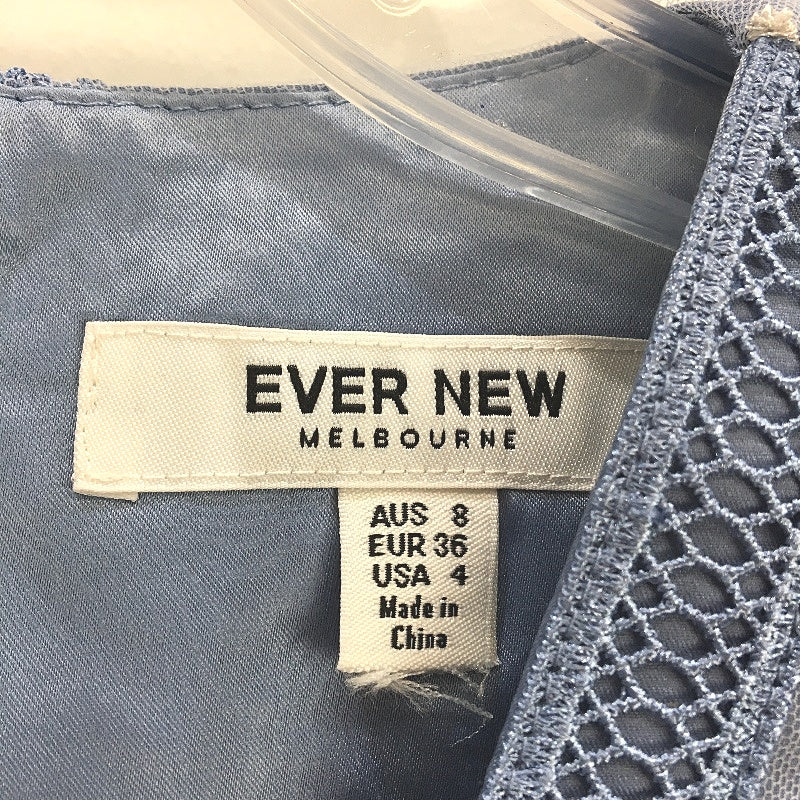 EVER NEW
MELBOURNE
AUS 8
EUR 36
USA 4
Made in
China